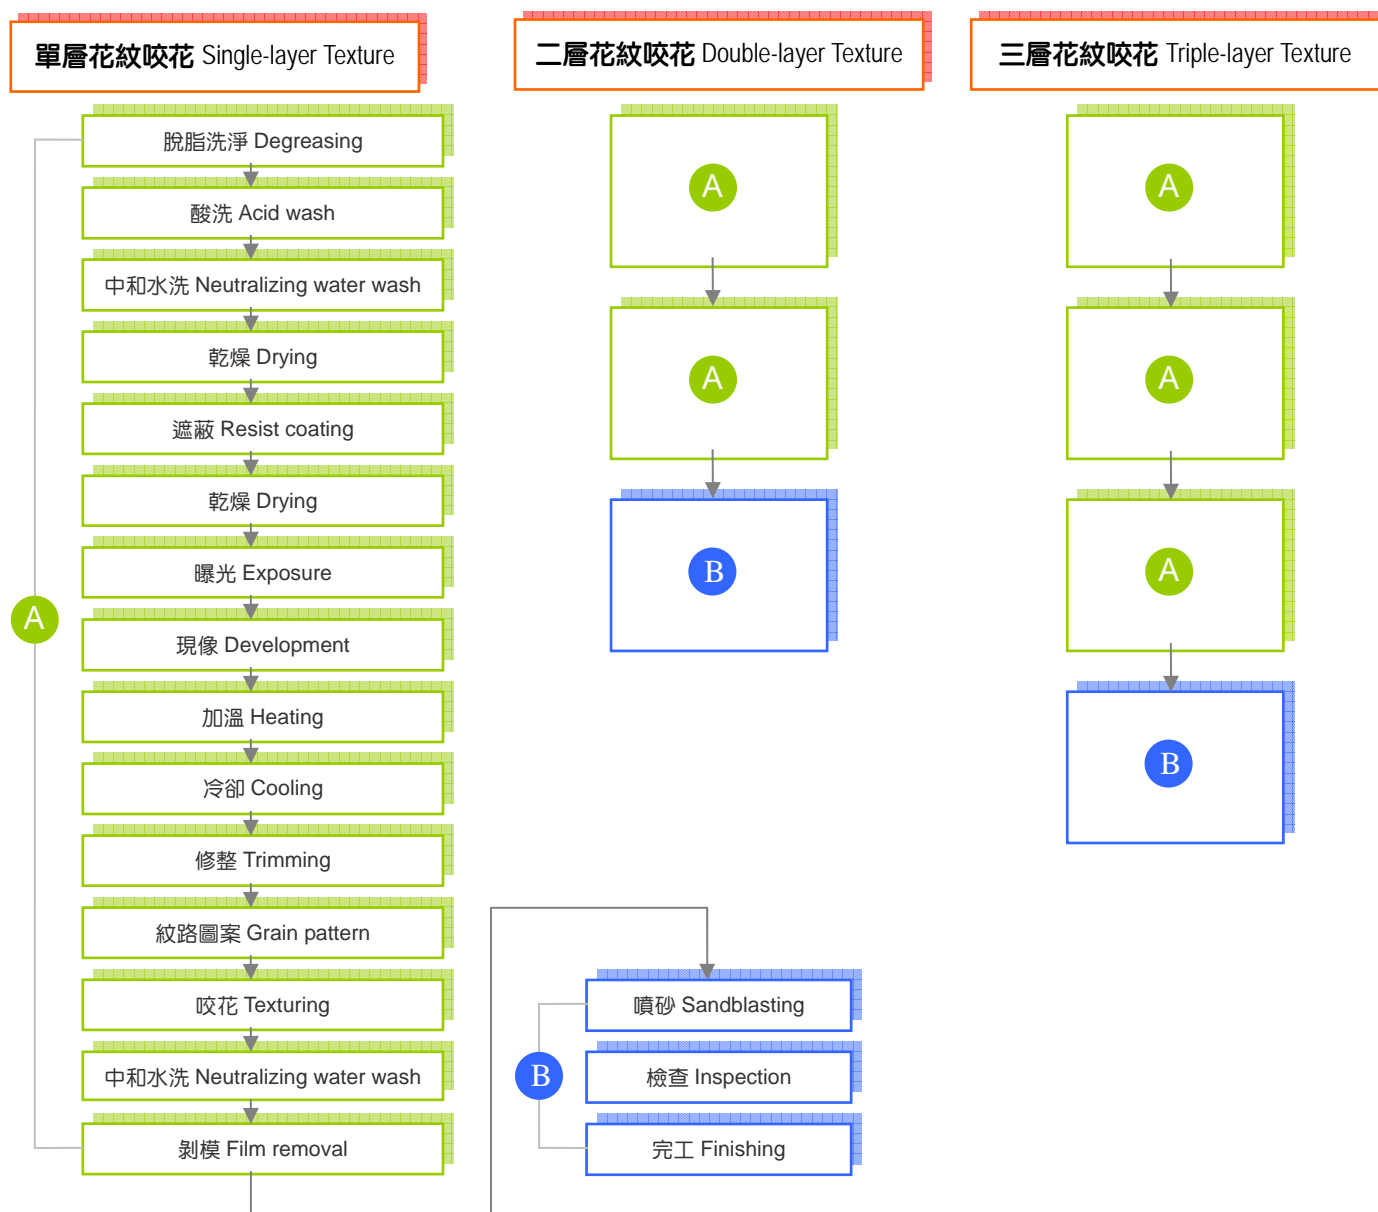 單層花紋咬花 Single-layer Texture
脫脂洗淨 Degreasing
酸洗 Acid wash
中和水洗 Neutralizing water wash
乾燥 Drying
遮蔽 Resist coating
乾燥 Drying
曝光 Exposure
A
現像 Development
加溫 Heating
冷卻 Cooling
修整 Trimming
紋路圖案 Grain pattern
咬花 Texturing
中和水洗 Neutralizing water wash
剝模 Film removal
噴砂 Sandblasting
B
檢查 Inspection
完工 Finishing
二層花紋咬花 Double-layer Texture
A
A
B
三層花紋咬花 Triple-layer Texture
A
A
A
B